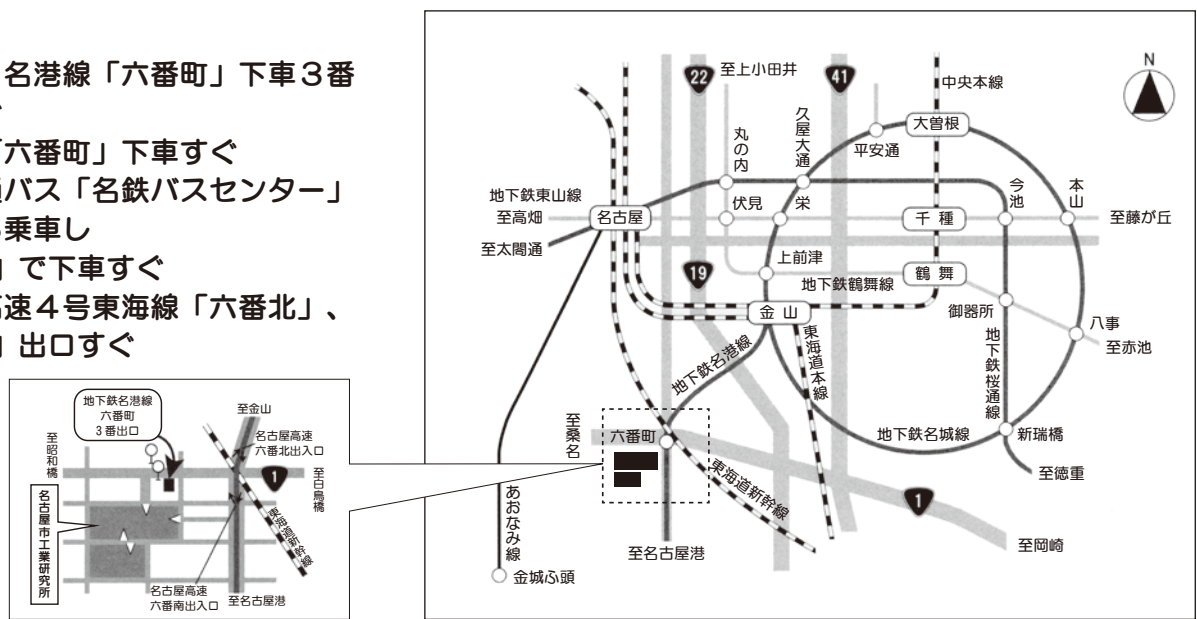 名港線「六番町」下車３番
「六番町」下車すぐ
バス「名鉄バスセンター」
乗車し
で下車すぐ
高速４号東海線「六番北」、
出口すぐ
地下鉄名港線
六番町
3番出口
至金山
名古屋高速
六番北出入口
至昭和橋
1
至白鳥橋
名古屋市工業研究所
東海道新幹線
名古屋高速
六番南出入口
至名古屋港
N
22
至上小田井
41
中央本線
久屋大通
丸の内
大曽根
平安通
地下鉄東山線
至高畑
名古屋
伏見
栄
千種
今池
本山
至藤が丘
至太閤通
上前津
19
地下鉄鶴舞線
鶴舞
御器所
金山
八事
至赤池
地下鉄名港線
東海道本線
地下鉄桜通線
至桑名
六番町
地下鉄名城線
新瑞橋
至徳重
東海道新幹線
1
あおなみ線
至名古屋港
至岡崎
金城ふ頭